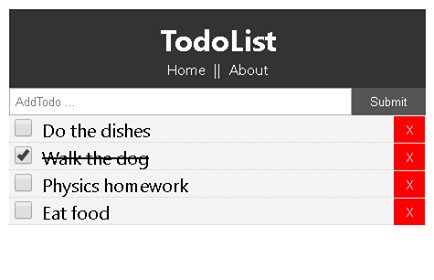 TodoList
Home || About
AddTodo ... Submit
Do the dishes X
Walk the dog X
Physics homework X
Eat food X